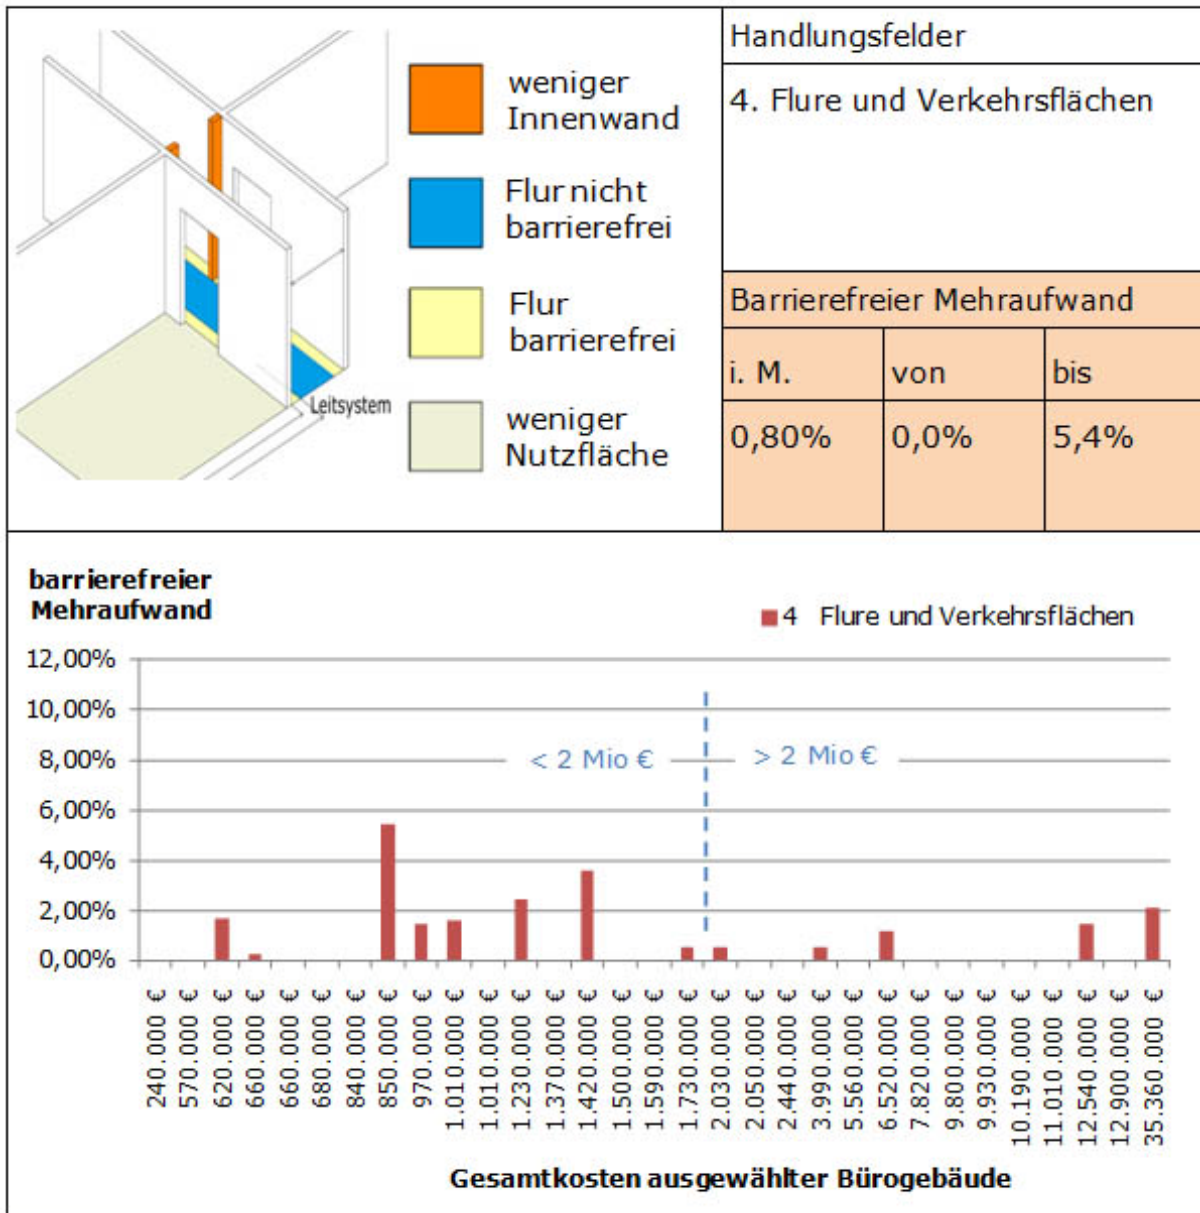 weniger
Innenwand
Flur nicht
barrierefrei
Flur
barrierefrei
weniger
Nutzfläche
Leitsystem
Handlungsfelder
4. Flure und Verkehrsflächen
Barrierefreier Mehraufwand
i. M. von bis
0,80% 0,0% 5,4%
barrierefreier
Mehraufwand
4 Flure und Verkehrsflächen
12,00%
10,00%
8,00%
6,00%
4,00%
2,00%
0,00%
< 2 Mio €
> 2 Mio €
240.000 €
570.000 €
620.000 €
660.000 €
660.000 €
680.000 €
840.000 €
850.000 €
970.000 €
1.010.000 €
1.010.000 €
1.230.000 €
1.370.000 €
1.420.000 €
1.500.000 €
1.590.000 €
1.730.000 €
2.030.000 €
2.050.000 €
2.440.000 €
3.990.000 €
5.560.000 €
6.520.000 €
7.820.000 €
9.800.000 €
9.930.000 €
10.190.000 €
11.010.000 €
12.540.000 €
12.900.000 €
35.360.000 €
Gesamtkosten ausgewählter Bürogebäude